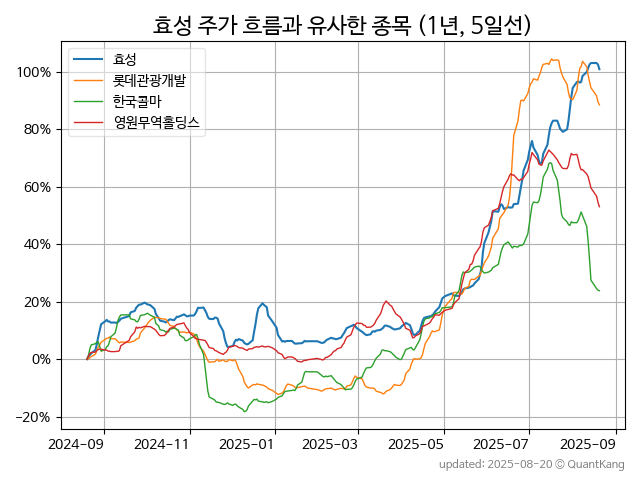 효성 주가 흐름과 유사한 종목 (1년, 5일선)
효성
롯데관광개발
한국콜마
영원무역홀딩스
100%
80%
60%
40%
20%
0%
−20%
2024-09 2024-11 2025-01 2025-03 2025-05 2025-07 2025-09
updated: 2025-08-20 © QuantKang